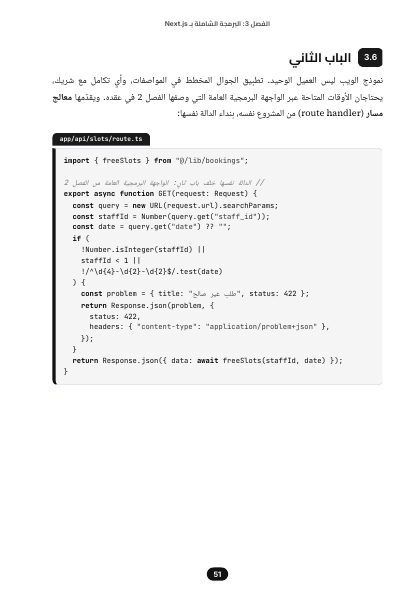 الفصل 3: البرمجة الشاملة بـ Next.js
3.6 الباب الثاني
نموذج الويب ليس العميل الوحيد. تطبيق الجوال المخطط في المواصفات، وأي تكامل مع شريك،
يحتاجان الأوقات المتاحة عبر الواجهة البرمجية العامة التي وصفها الفصل 2 في عقده. ويقدّمها معالج
مسار (route handler) من المشروع نفسه، بنداء الدالة نفسها:
app/api/slots/route.ts
import { freeSlots } from "@/lib/bookings";
// الدالة نفسها خلف باب ثانٍ: الواجهة البرمجية العامة من الفصل 2
export async function GET(request: Request) {
const query = new URL(request.url).searchParams;
const staffId = Number(query.get("staff_id"));
const date = query.get("date") ?? "";
if (
!Number.isInteger(staffId) ||
staffId < 1 ||
!/^\d{4}-\d{2}-\d{2}$/.test(date)
) {
const problem = { title: "طلب غير صالح", status: 422 };
return Response.json(problem, {
status: 422,
headers: { "content-type": "application/problem+json" },
});
}
return Response.json({ data: await freeSlots(staffId, date) });
}
51